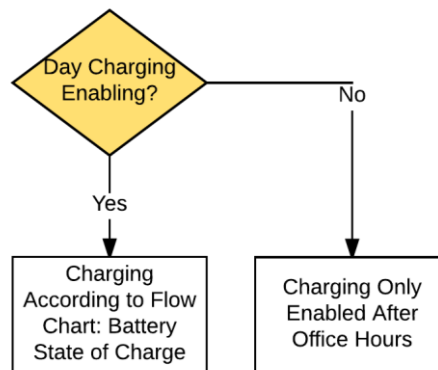 Day Charging
Enabling?
No
Yes
Charging
According to Flow
Chart: Battery
State of Charge
Charging Only
Enabled After
Office Hours